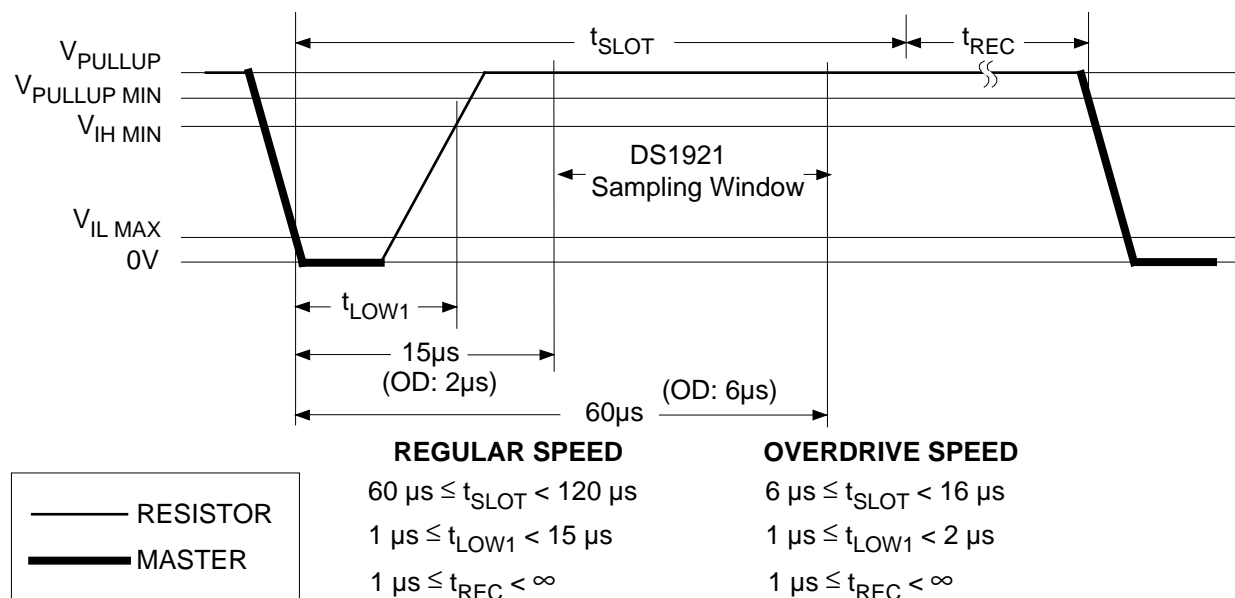 t_SLOT t_REC
V_PULLUP
V_PULLUP MIN
V_IH MIN
DS1921
Sampling Window
V_IL MAX
0V
t_LOW1
15µs
(OD: 2µs)
(OD: 6µs)
60µs
REGULAR SPEED OVERDRIVE SPEED
60 µs ≤ t_SLOT < 120 µs 6 µs ≤ t_SLOT < 16 µs
RESISTOR 1 µs ≤ t_LOW1 < 15 µs 1 µs ≤ t_LOW1 < 2 µs
MASTER 1 µs ≤ t_REC < ∞ 1 µs ≤ t_REC < ∞